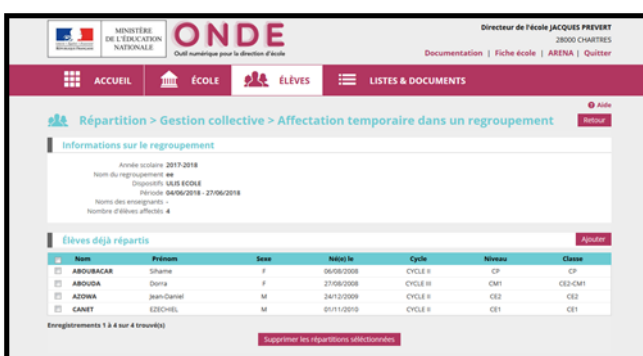 MINISTÈRE
DE L'ÉDUCATION
NATIONALE
ONDE
Outil numérique pour la direction d'école
Directeur de l'école JACQUES PREVERT
28000 CHARTRES
Documentation | Fiche école | ARENA | Quitter
ACCUEIL ÉCOLE ÉLÈVES LISTES & DOCUMENTS
Aide
Répartition > Gestion collective > Affectation temporaire dans un regroupement Retour
Informations sur le regroupement
Année scolaire 2017-2018
Nom du regroupement ee
Dispositifs ULIS ECOLE
Période 04/06/2018 - 27/06/2018
Noms des enseignants -
Nombre d'élèves affectés 4
Élèves déjà répartis Ajouter
Nom Prénom Sexe Né(e) le Cycle Niveau Classe
ABOUBACAR Sihame F 06/08/2008 CYCLE II CP CP
ABOUDA Dorra F 27/08/2008 CYCLE III CM1 CE2-CM1
AZOWA Jean-Daniel M 24/12/2009 CYCLE II CE2 CE2
CANET EZECHIEL M 01/11/2010 CYCLE II CE1 CE1
Enregistrements 1 à 4 sur 4 trouvé(s)
Supprimer les répartitions sélectionnées